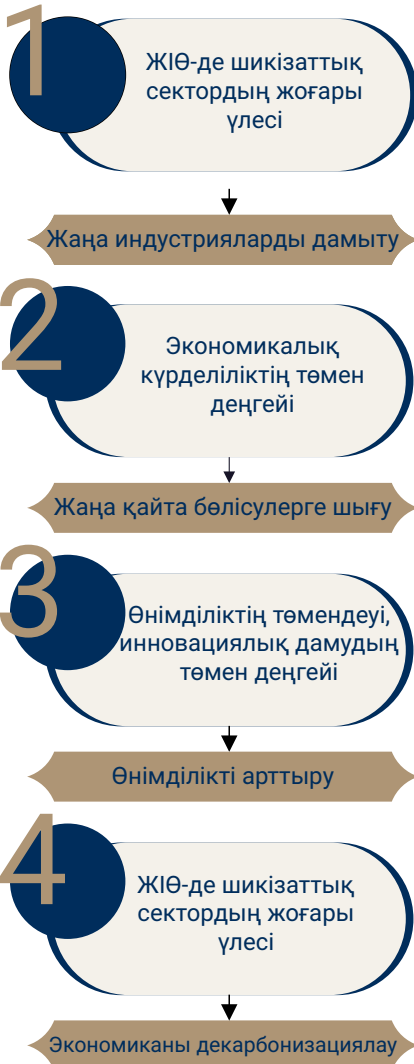 1
ЖІӨ-де шикізаттық
сектордың жоғары
үлесі
Жаңа индустрияларды дамыту
2
Экономикалық
күрделіліктің төмен
деңгейі
Жаңа қайта бөлісулерге шығу
3
Өнімділіктің төмендеуі,
инновациялық дамудың
төмен деңгейі
Өнімділікті арттыру
4
ЖІӨ-де шикізаттық
сектордың жоғары
үлесі
Экономиканы декарбонизациялау